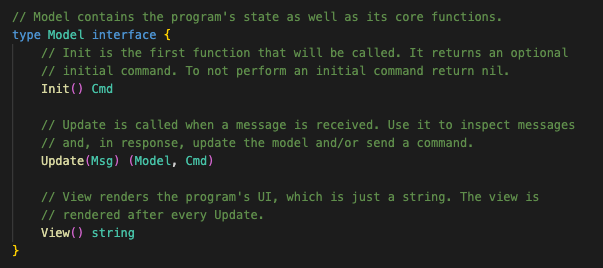 // Model contains the program's state as well as its core functions.
type Model interface {
    // Init is the first function that will be called. It returns an optional
    // initial command. To not perform an initial command return nil.
    Init() Cmd

    // Update is called when a message is received. Use it to inspect messages
    // and, in response, update the model and/or send a command.
    Update(Msg) (Model, Cmd)

    // View renders the program's UI, which is just a string. The view is
    // rendered after every Update.
    View() string
}